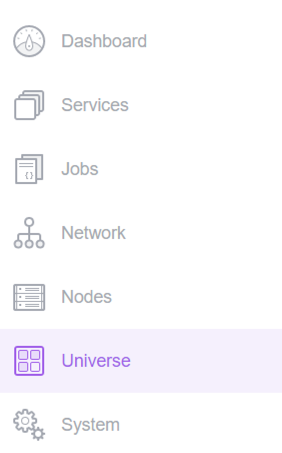 Dashboard
Services
Jobs
{}
Network
Nodes
Universe
System